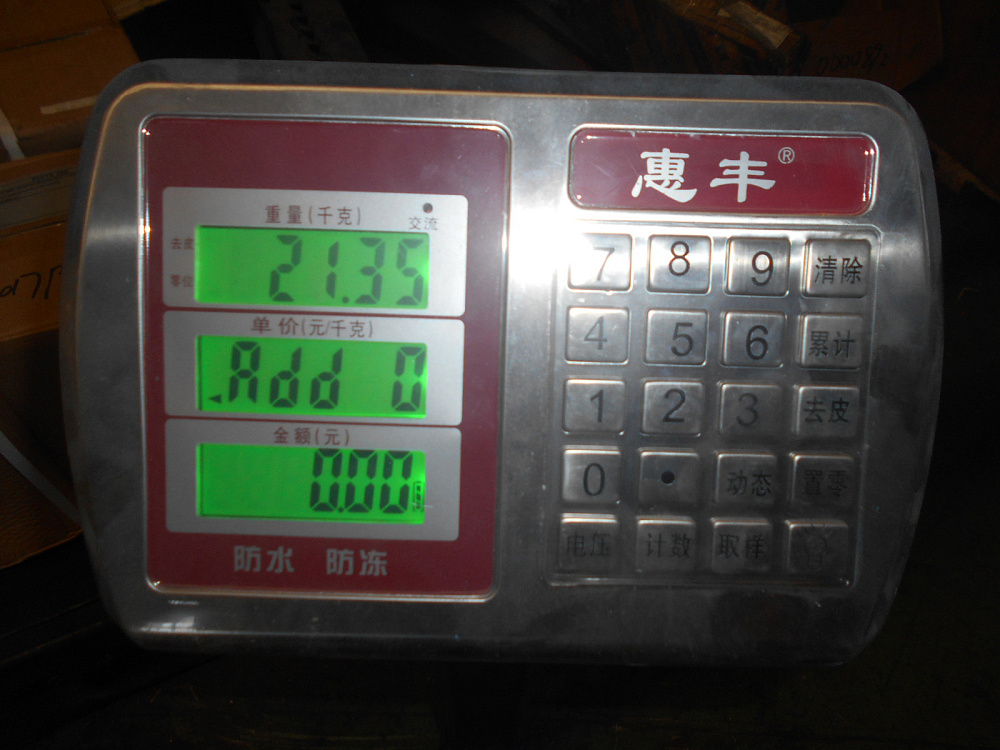 惠丰®
重量(千克)
交流
去皮
零位
21.35
单价(元/千克)
Add 0
金额(元)
0.00
防水 防冻
7 8 9 清除
4 5 6 累计
1 2 3 去皮
0 . 动态 置零
电压 计数 取样